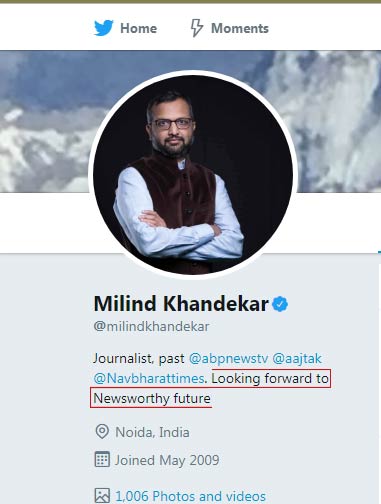 Home Moments
Milind Khandekar
@milindkhandekar
Journalist, past @abpnewstv @aajtak
@Navbharattimes. Looking forward to
Newsworthy future
Noida, India
Joined May 2009
1,006 Photos and videos